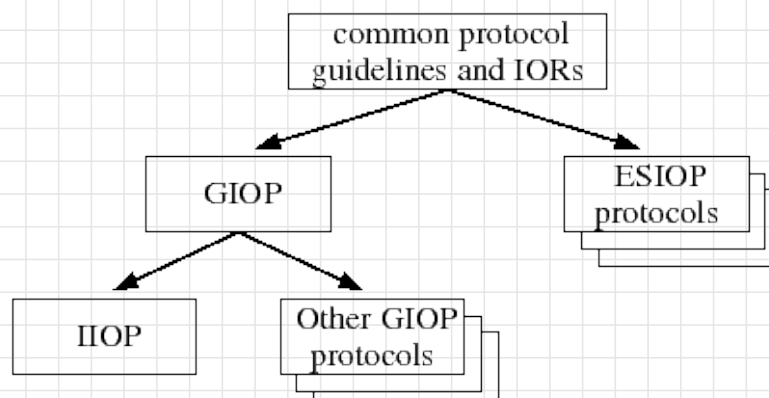 common protocol
guidelines and IORs
GIOP
ESIOP
protocols
IIOP
Other GIOP
protocols